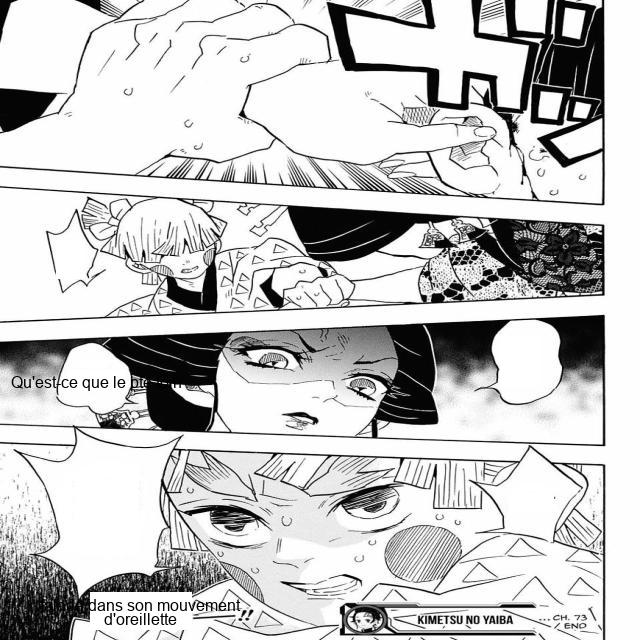 Qu'est-ce que le
dans son mouvement
d'oreillette
!!
KIMETSU NO YAIBA
...CH. 73
END